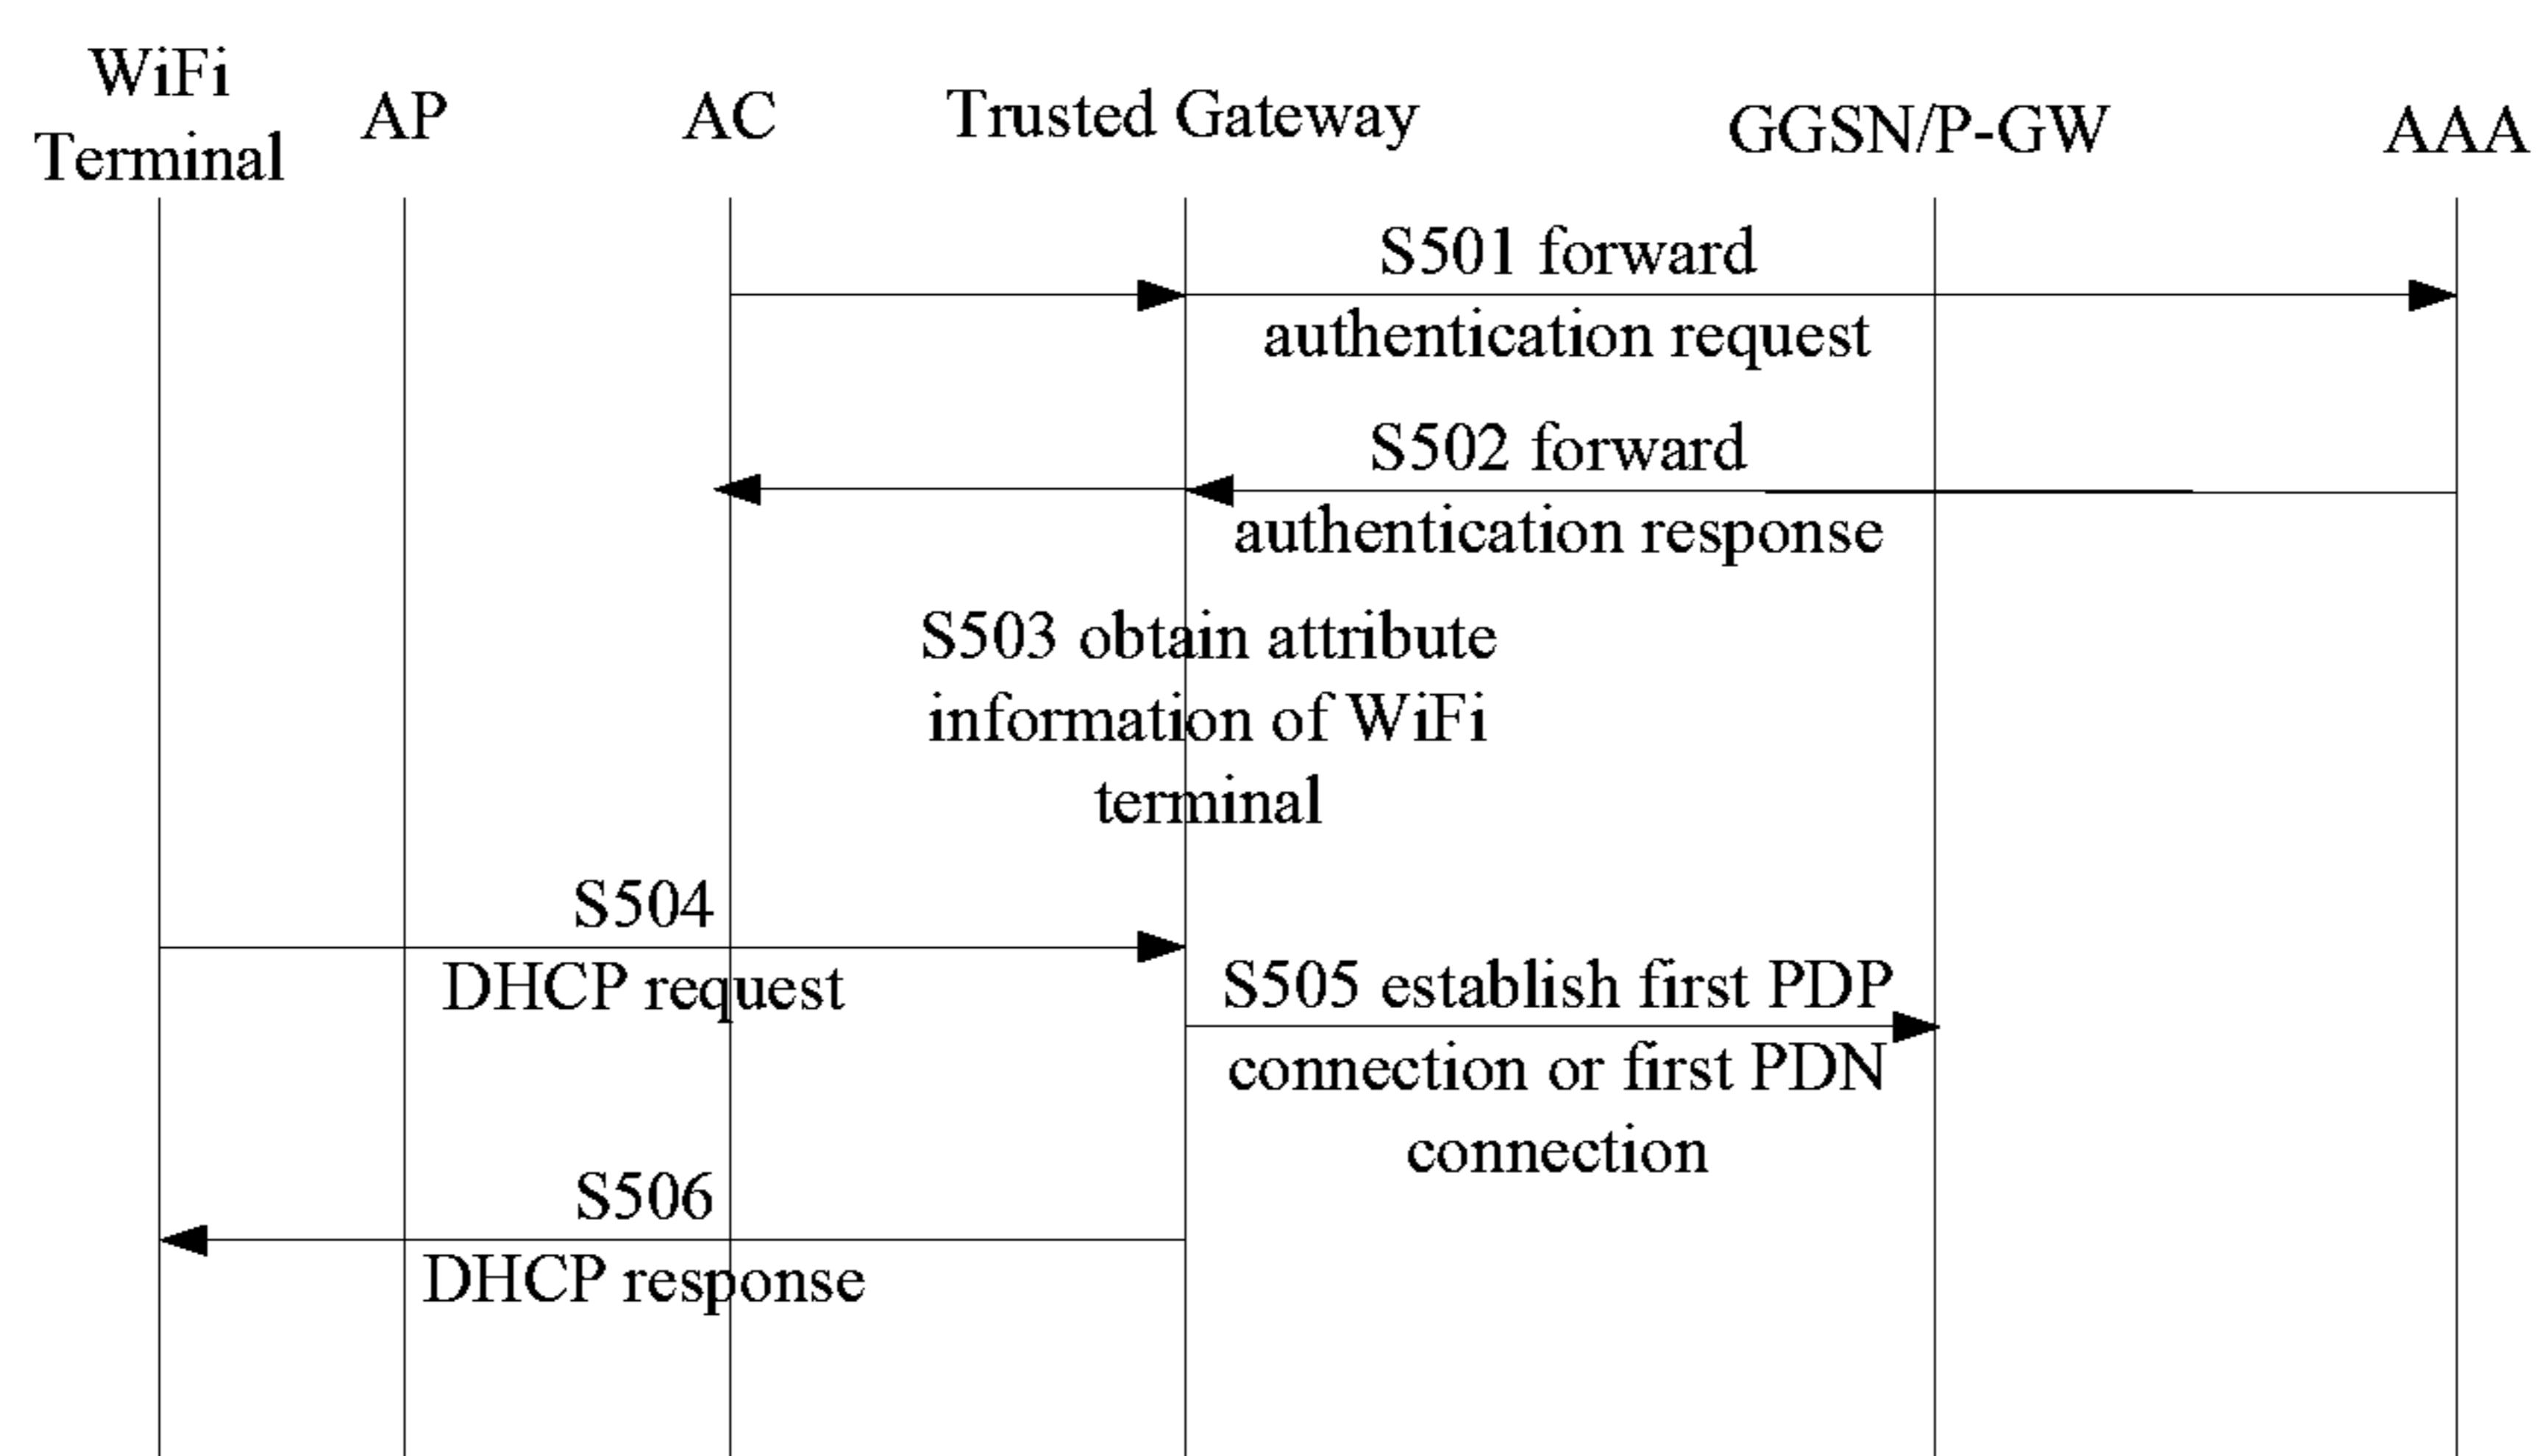 WiFi
Terminal
AP
AC
Trusted Gateway
GGSN/P-GW
AAA
S501 forward
authentication request
S502 forward
authentication response
S503 obtain attribute
information of WiFi
terminal
S504
DHCP request
S505 establish first PDP
connection or first PDN
connection
S506
DHCP response